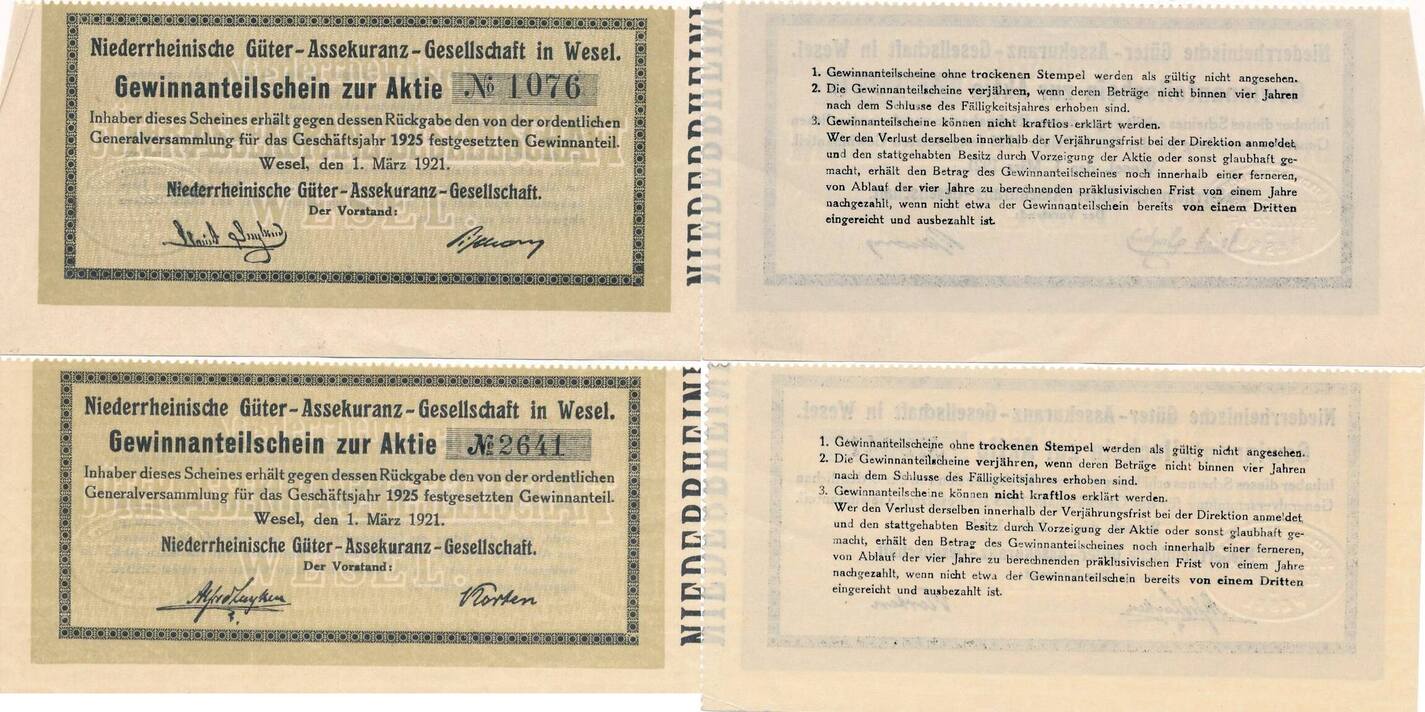 Niederrheinische Güter-Assekuranz-Gesellschaft in Wesel.
Gewinnanteilschein zur Aktie № 1076
Inhaber dieses Scheines erhält gegen dessen Rückgabe den von der ordentlichen
Generalversammlung für das Geschäftsjahr 1925 festgesetzten Gewinnanteil.
Wesel, den 1. März 1921.
Niederrheinische Güter-Assekuranz-Gesellschaft.
Der Vorstand:
WESEL.
NIEDERRHEIN
1. Gewinnanteilscheine ohne trockenen Stempel werden als gültig nicht angesehen.
2. Die Gewinnanteilscheine verjähren, wenn deren Beträge nicht binnen vier Jahren
nach dem Schlusse des Fälligkeitsjahres erhoben sind.
3. Gewinnanteilscheine können nicht kraftlos erklärt werden.
Wer den Verlust derselben innerhalb der Verjährungsfrist bei der Direktion anmeldet
und den stattgehabten Besitz durch Vorzeigung der Aktie oder sonst glaubhaft ge-
macht, erhält den Betrag des Gewinnanteilscheines noch innerhalb einer ferneren,
von Ablauf der vier Jahre zu berechnenden präklusivischen Frist von einem Jahre
nachgezahlt, wenn nicht etwa der Gewinnanteilschein bereits von einem Dritten
eingereicht und ausbezahlt ist.
Niederrheinische Güter-Assekuranz-Gesellschaft in Wesel.
Gewinnanteilschein zur Aktie № 2641
Inhaber dieses Scheines erhält gegen dessen Rückgabe den von der ordentlichen
Generalversammlung für das Geschäftsjahr 1925 festgesetzten Gewinnanteil.
Wesel, den 1. März 1921.
Niederrheinische Güter-Assekuranz-Gesellschaft.
Der Vorstand:
WESEL.
Korten
NIEDERRHEIN
1. Gewinnanteilscheine ohne trockenen Stempel werden als gültig nicht angesehen.
2. Die Gewinnanteilscheine verjähren, wenn deren Beträge nicht binnen vier Jahren
nach dem Schlusse des Fälligkeitsjahres erhoben sind.
3. Gewinnanteilscheine können nicht kraftlos erklärt werden.
Wer den Verlust derselben innerhalb der Verjährungsfrist bei der Direktion anmeldet
und den stattgehabten Besitz durch Vorzeigung der Aktie oder sonst glaubhaft ge-
macht, erhält den Betrag des Gewinnanteilscheines noch innerhalb einer ferneren,
von Ablauf der vier Jahre zu berechnenden präklusivischen Frist von einem Jahre
nachgezahlt, wenn nicht etwa der Gewinnanteilschein bereits von einem Dritten
eingereicht und ausbezahlt ist.